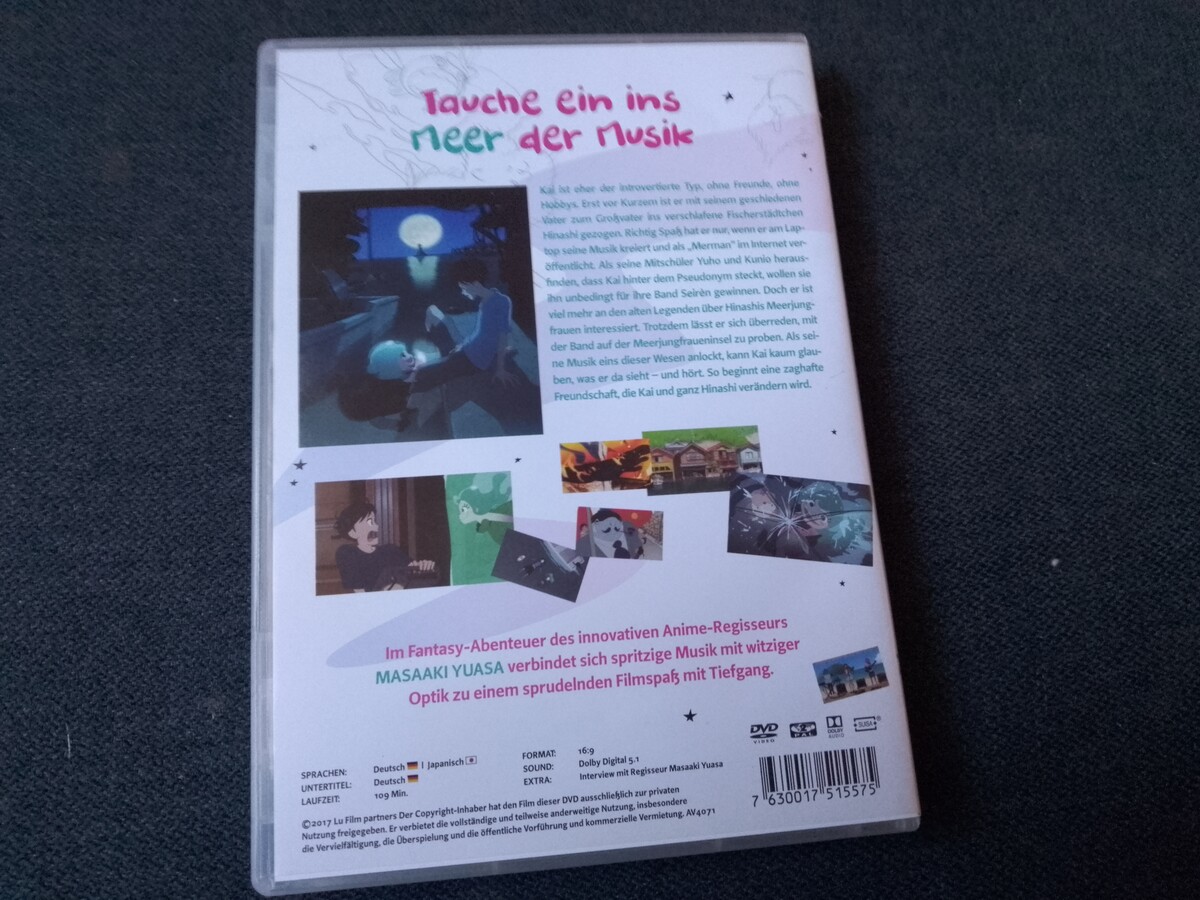 Tauche ein ins
Meer der Musik
Kai ist eher der introvertierte Typ, ohne Freunde, ohne
Hobbys. Erst vor Kurzem ist er mit seinem geschiedenen
Vater zum Großvater ins verschlafene Fischerstädtchen
Hinashi gezogen. Richtig Spaß hat er nur, wenn er am Lap-
top seine Musik kreiert und als „Merman" im Internet ver-
öffentlicht. Als seine Mitschüler Yuho und Kunio heraus-
finden, dass Kai hinter dem Pseudonym steckt, wollen sie
ihn unbedingt für ihre Band Seirèn gewinnen. Doch er ist
viel mehr an den alten Legenden über Hinashis Meerjung-
frauen interessiert. Trotzdem lässt er sich überreden, mit
der Band auf der Meerjungfraueninsel zu proben. Als sei-
ne Musik eins dieser Wesen anlockt, kann Kai kaum glau-
ben, was er da sieht – und hört. So beginnt eine zaghafte
Freundschaft, die Kai und ganz Hinashi verändern wird.
Im Fantasy-Abenteuer des innovativen Anime-Regisseurs
MASAAKI YUASA verbindet sich spritzige Musik mit witziger
Optik zu einem sprudelnden Filmspaß mit Tiefgang.
DVD VIDEO PAL DOLBY AUDIO SUISA
SPRACHEN: Deutsch | Japanisch
UNTERTITEL: Deutsch
LAUFZEIT: 109 Min.
FORMAT: 16:9
SOUND: Dolby Digital 5.1
EXTRA: Interview mit Regisseur Masaaki Yuasa
©2017 Lu Film partners Der Copyright-Inhaber hat den Film dieser DVD ausschließlich zur privaten
Nutzung freigegeben. Er verbietet die vollständige und teilweise anderweitige Nutzung, insbesondere
die Vervielfältigung, die Überspielung und die öffentliche Vorführung und kommerzielle Vermietung. AV4071
7 630017 515575